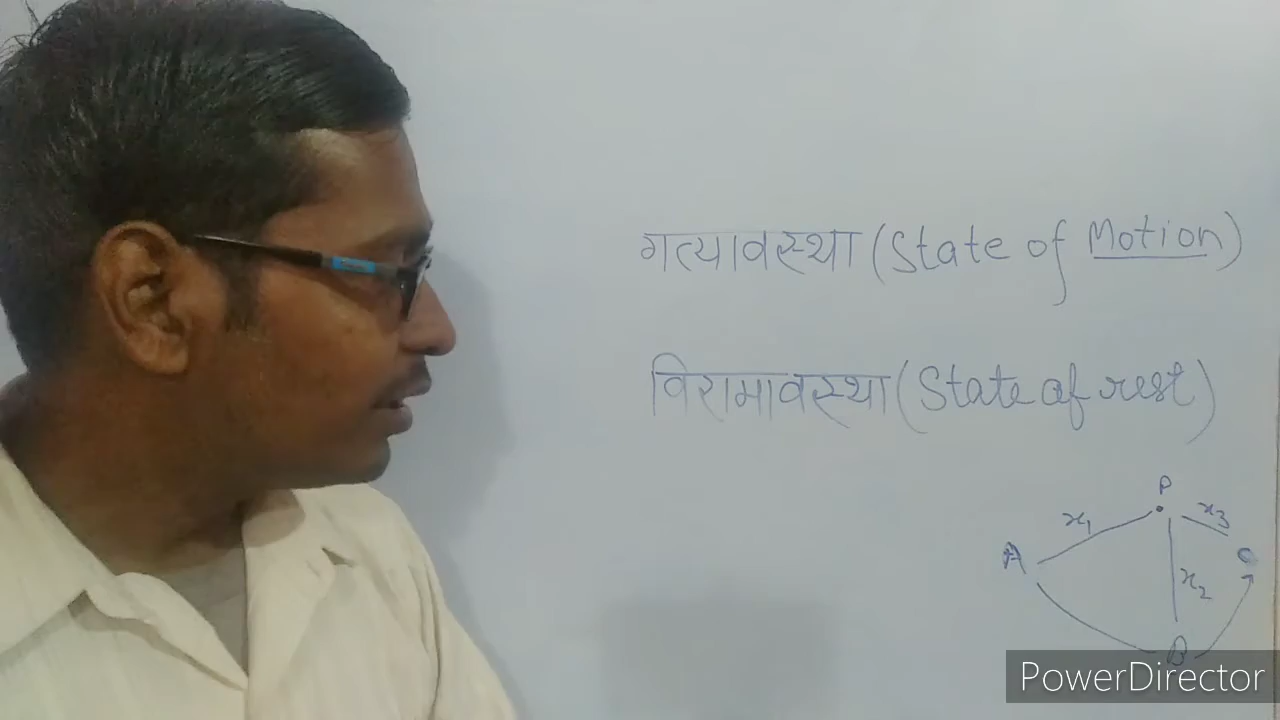 गत्यावस्था (State of Motion)
विरामावस्था (State of rest)
P
x₁ x₃
A C
x₂
B
PowerDirector